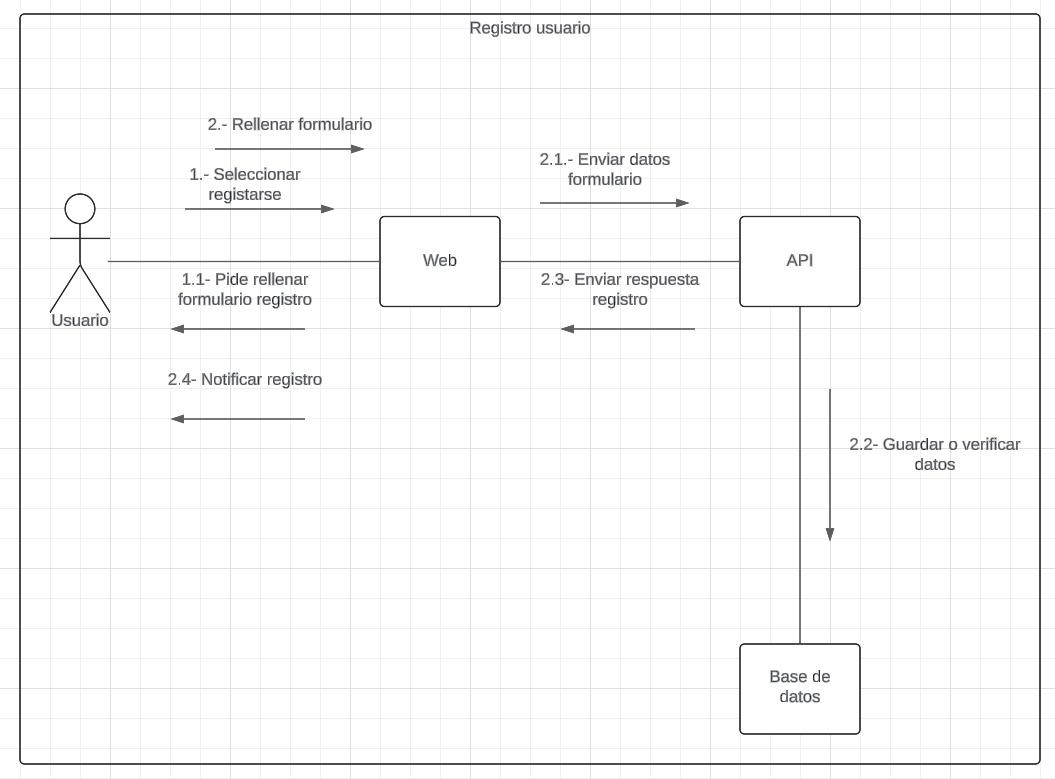 Registro usuario
2.- Rellenar formulario
1.- Seleccionar
registarse
2.1.- Enviar datos
formulario
Web
API
1.1- Pide rellenar
formulario registro
2.3- Enviar respuesta
registro
Usuario
2.4- Notificar registro
2.2- Guardar o verificar
datos
Base de
datos